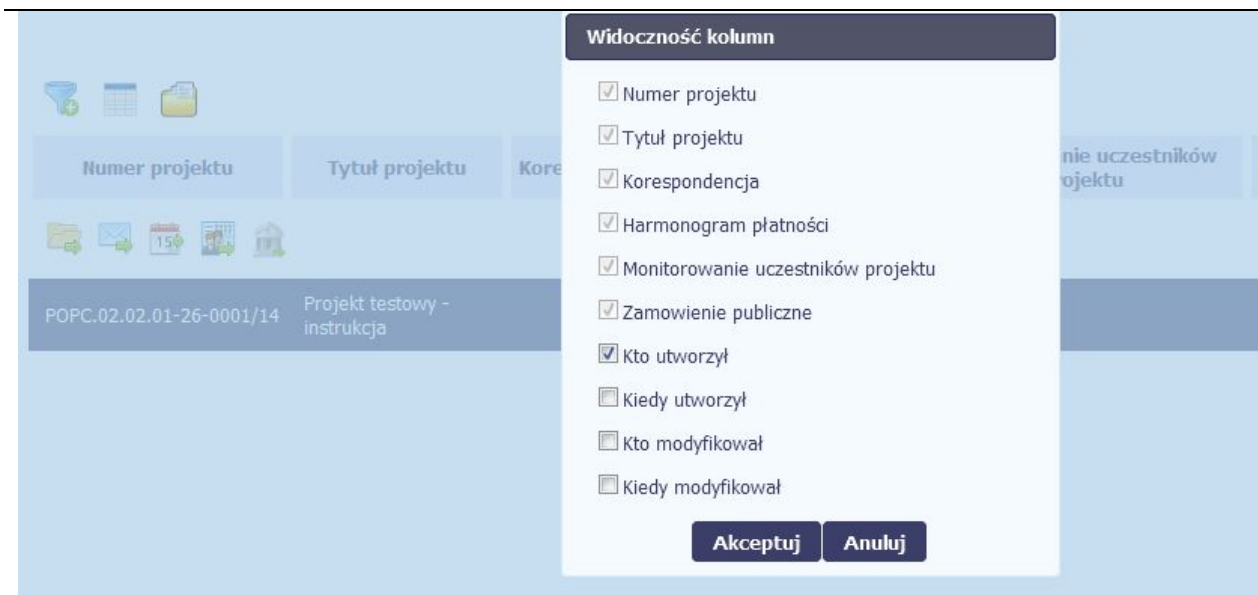 Widoczność kolumn
Numer projektu
Tytuł projektu
Kore
nie uczestników
ojektu
15
POPC.02.02.01-26-0001/14
Projekt testowy -
instrukcja
Numer projektu
Tytuł projektu
Korespondencja
Harmonogram płatności
Monitorowanie uczestników projektu
Zamowienie publiczne
Kto utworzył
Kiedy utworzył
Kto modyfikował
Kiedy modyfikował
Akceptuj
Anuluj